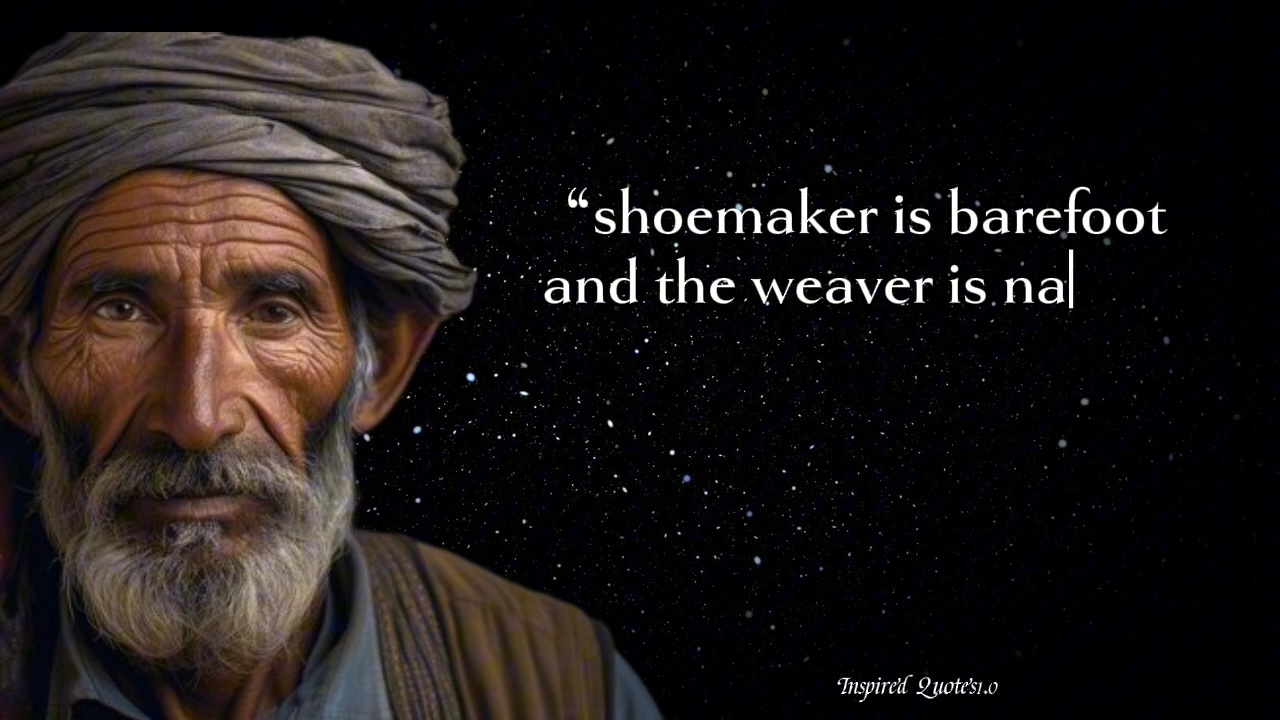 “shoemaker is barefoot
and the weaver is na
Inspired Quotes1.0